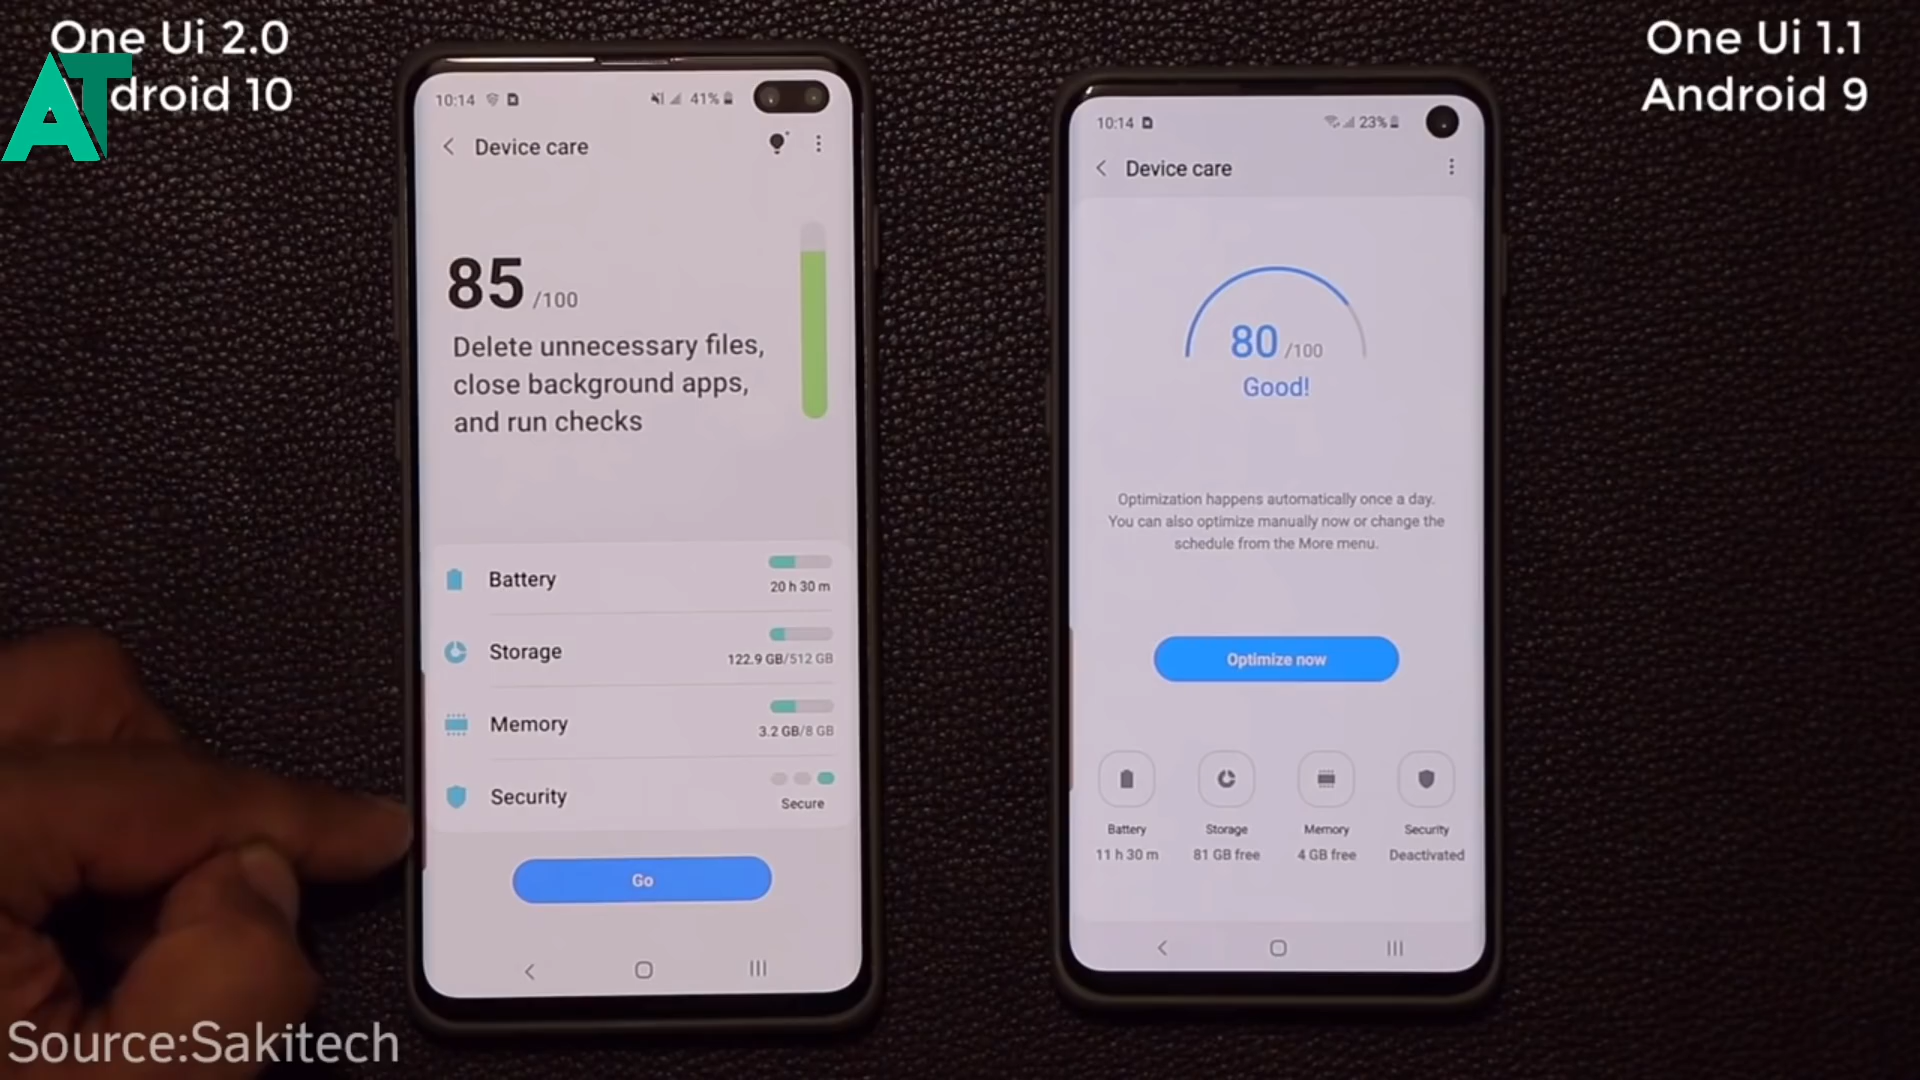 One Ui 2.0
Android 10
AT
10:14
41%
Device care
85 /100
Delete unnecessary files,
close background apps,
and run checks
Battery
20 h 30 m
Storage
122.9 GB/512 GB
Memory
3.2 GB/8 GB
Security
Secure
Go
Source:Sakitech
One Ui 1.1
Android 9
10:14
23%
Device care
80 /100
Good!
Optimization happens automatically once a day.
You can also optimize manually now or change the
schedule from the More menu.
Optimize now
Battery Storage Memory Security
11 h 30 m 81 GB free 4 GB free Deactivated